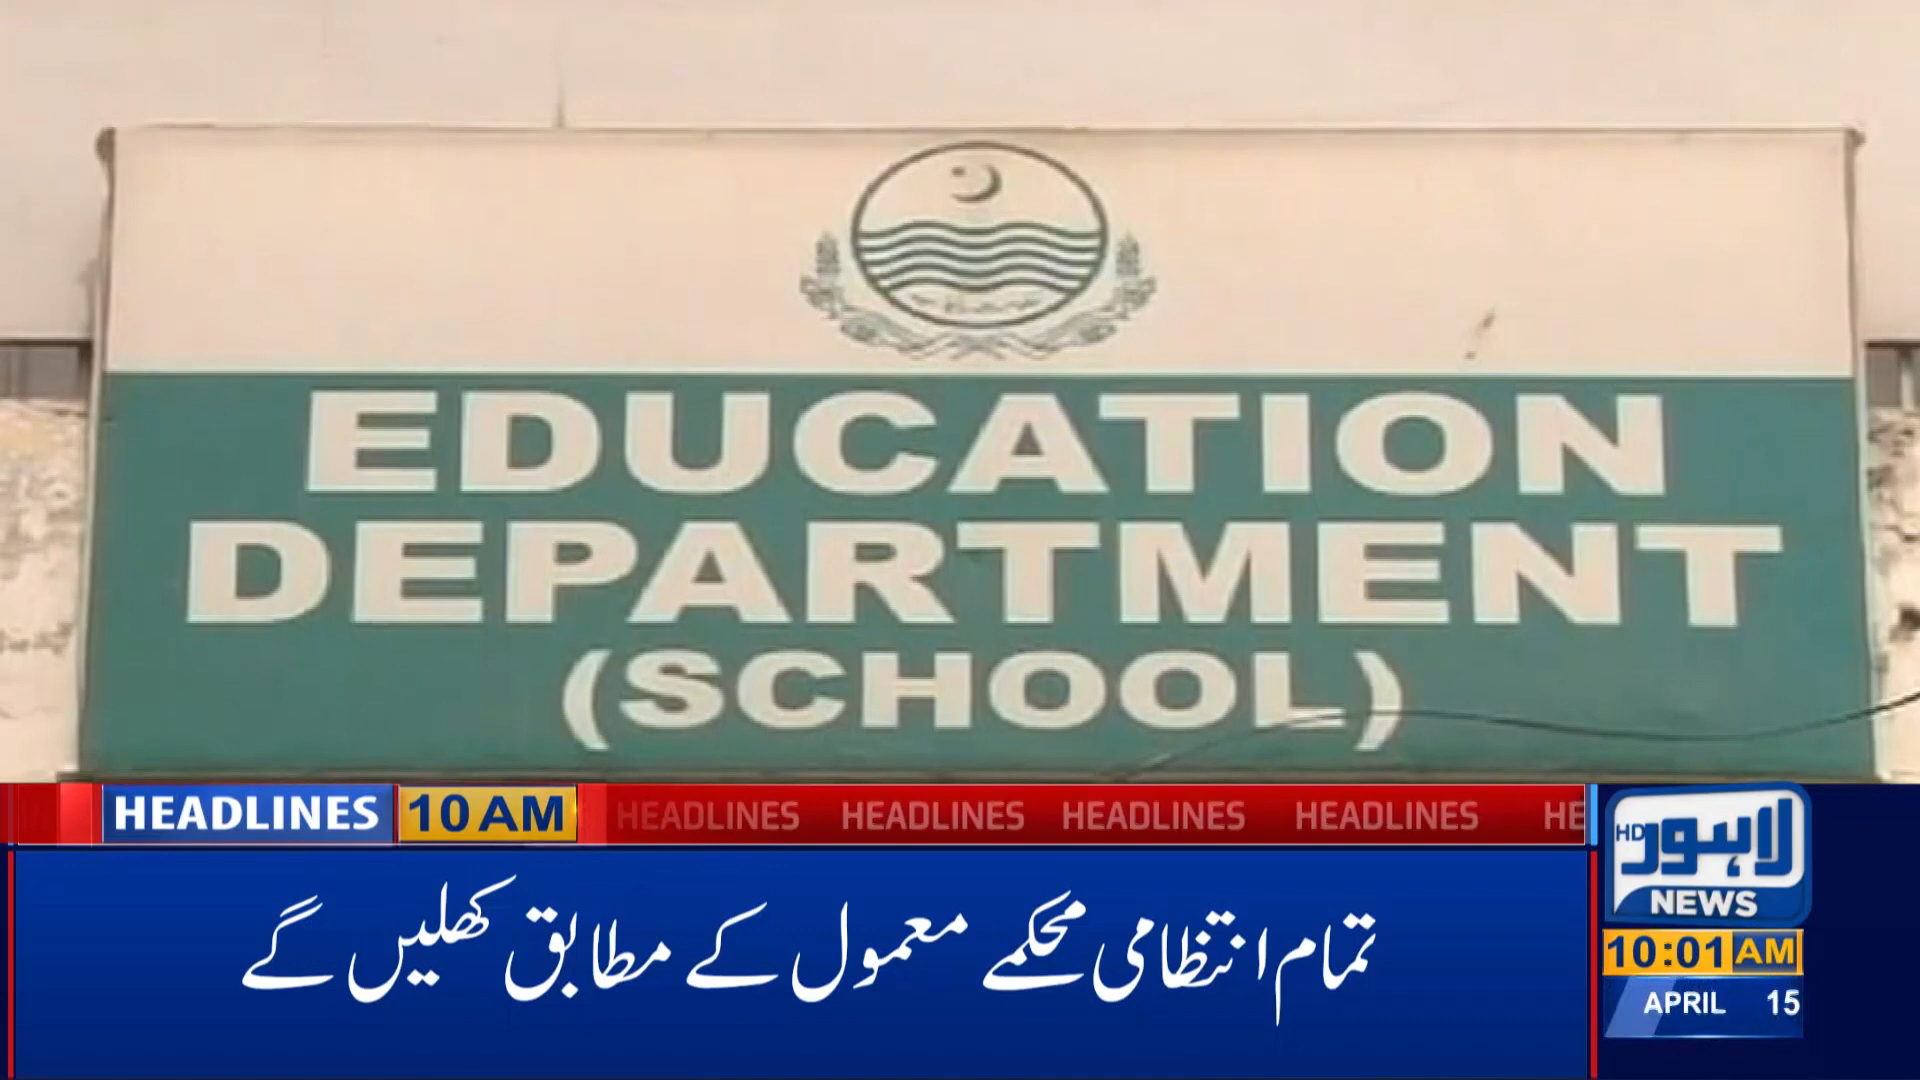 EDUCATION
DEPARTMENT
(SCHOOL)
HEADLINES 10 AM HEADLINES HEADLINES HEADLINES HEADLINES HE
تمام انتظامی محکمے معمول کے مطابق کھلیں گے
HD لاہور
NEWS
10:01 AM
APRIL 15